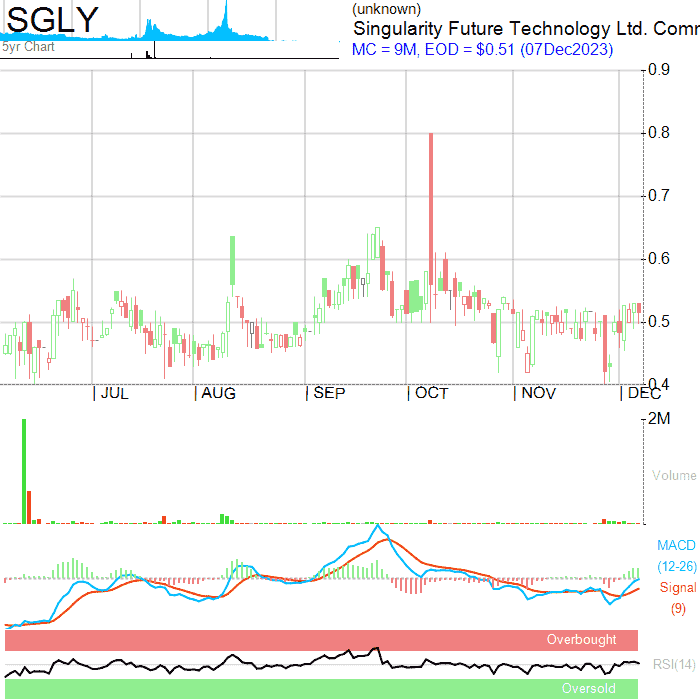 SGLY
5yr Chart
(unknown)
Singularity Future Technology Ltd. Comm
MC = 9M, EOD = $0.51 (07Dec2023)
0.9
0.8
0.7
0.6
0.5
0.4
JUL AUG SEP OCT NOV DEC
2M
Volume
MACD
(12-26)
Signal
(9)
Overbought
RSI(14)
Oversold